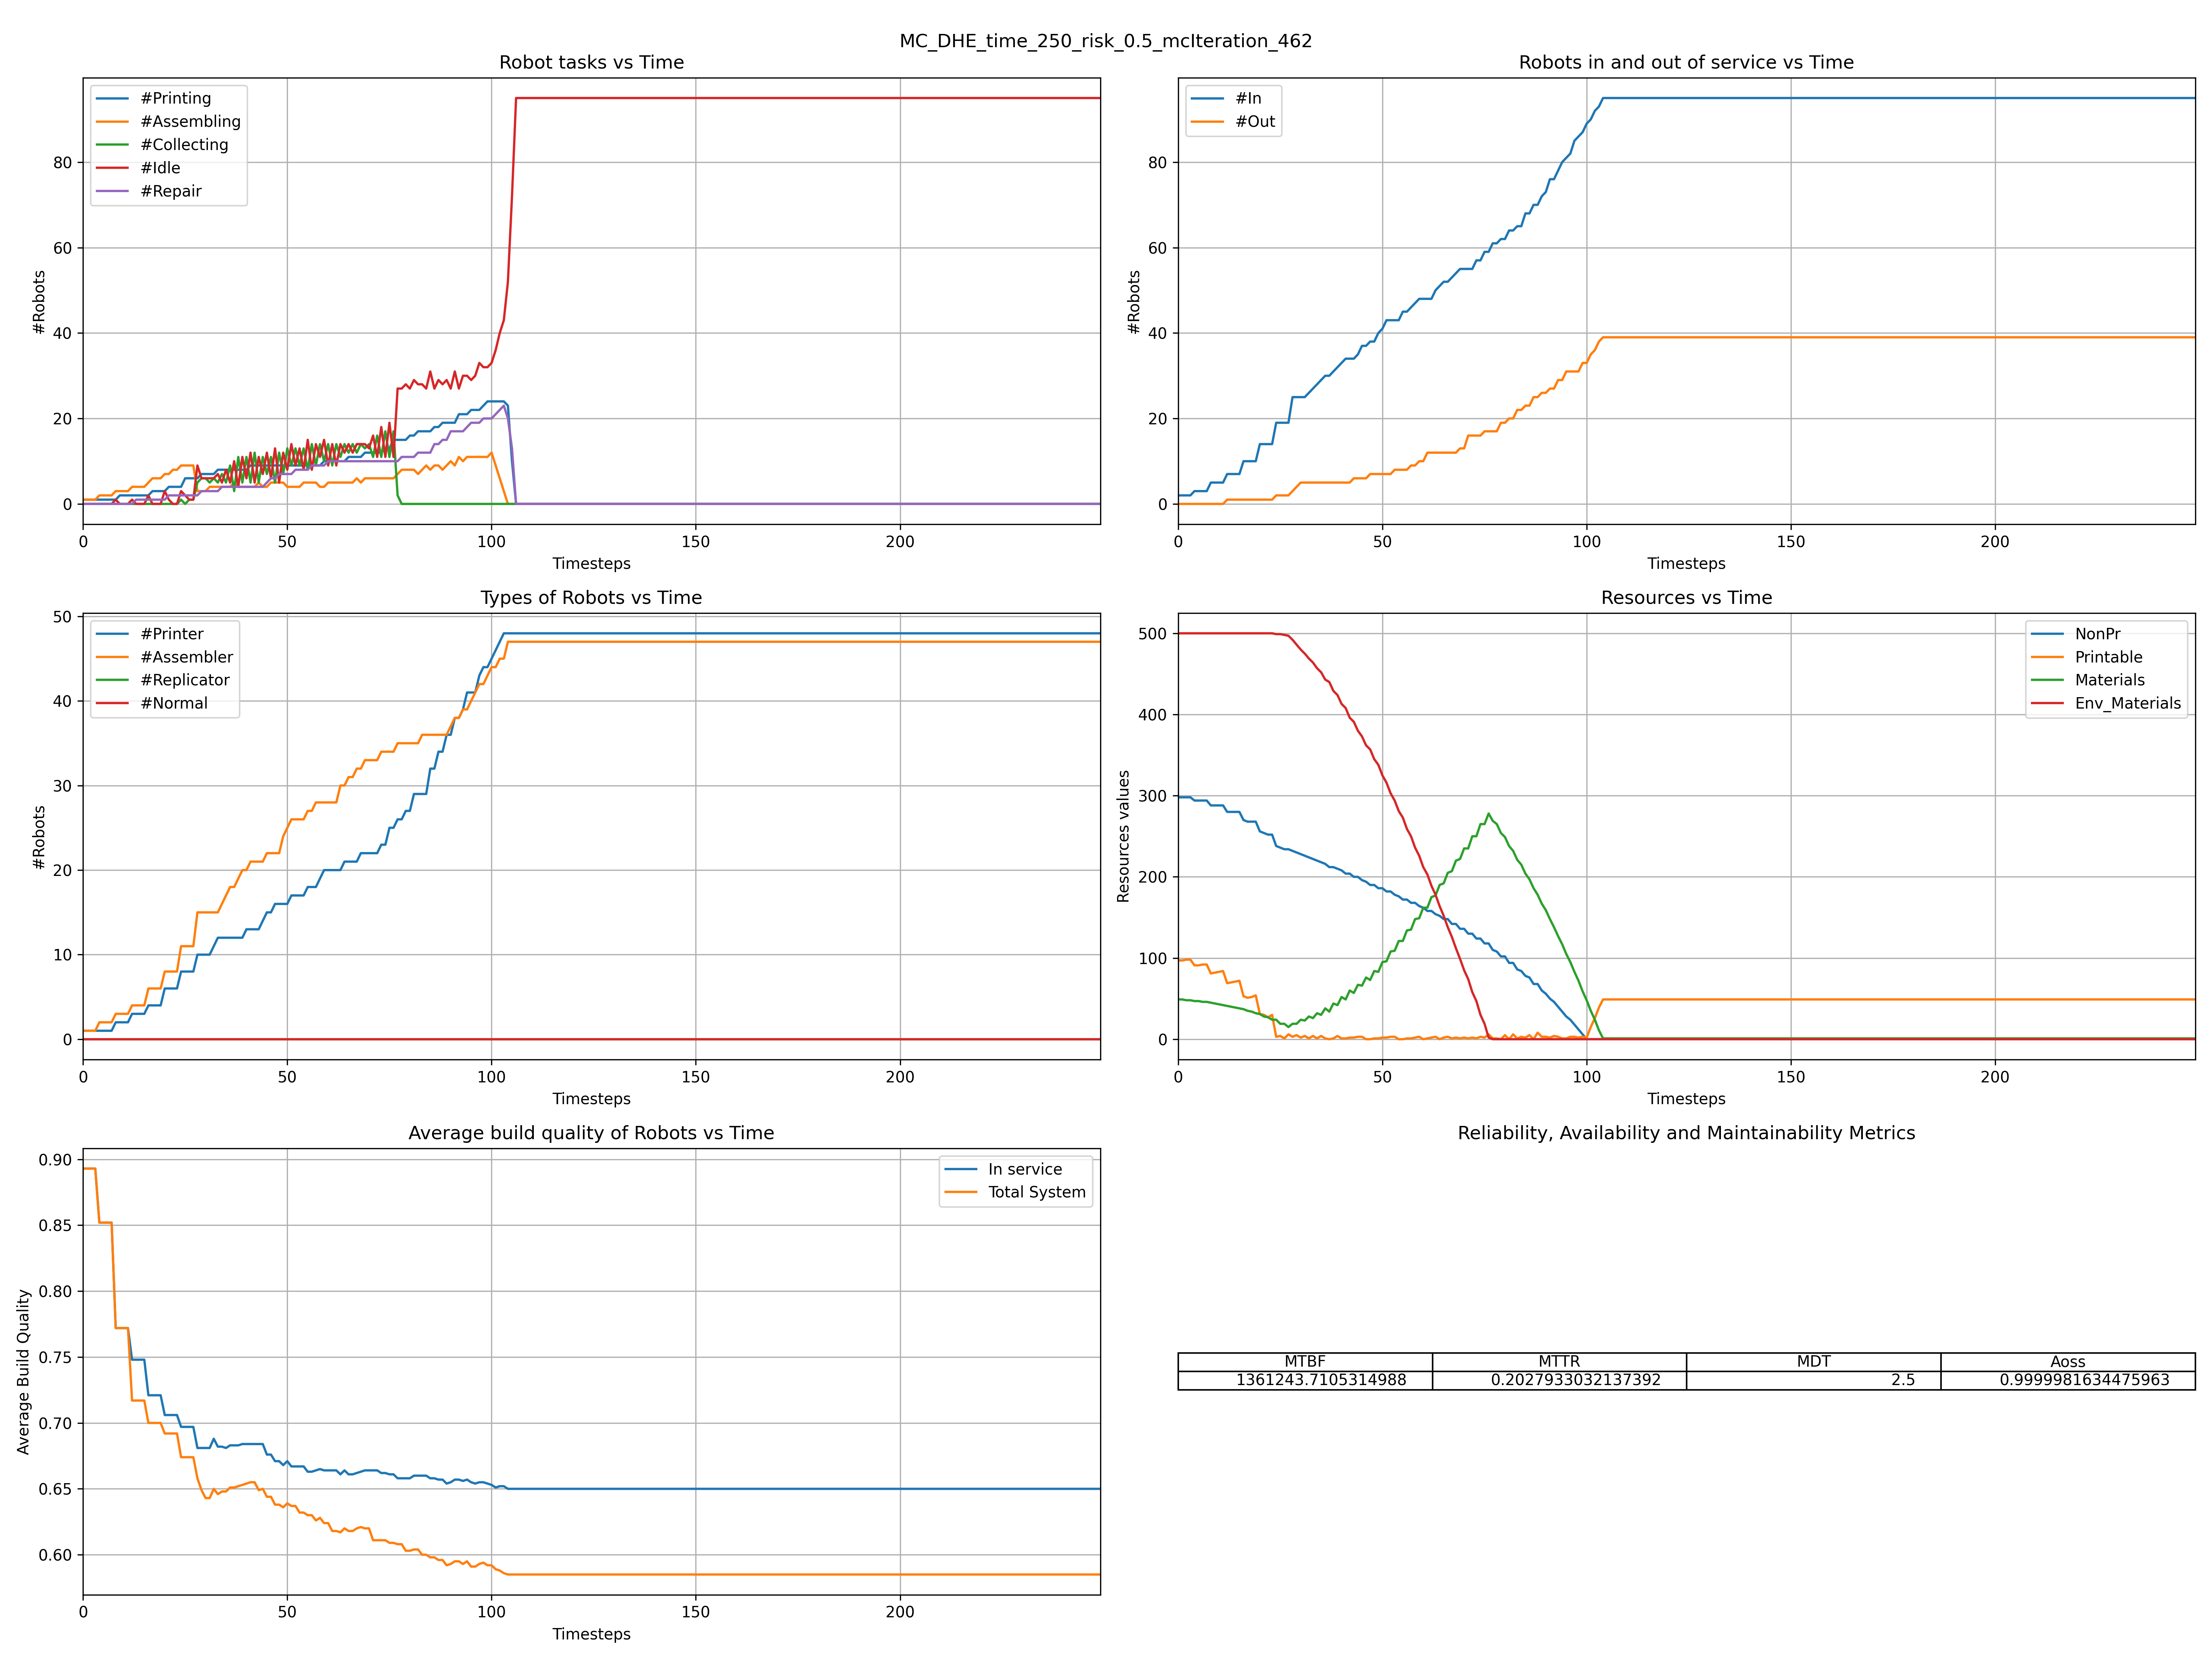 MC_DHE_time_250_risk_0.5_mcIteration_462
Robot tasks vs Time
#Printing
#Assembling
#Collecting
#Idle
#Repair
80
60
40
20
0
#Robots
0 50 100 150 200
Timesteps
Robots in and out of service vs Time
#In
#Out
80
60
40
20
0
#Robots
0 50 100 150 200
Timesteps
Types of Robots vs Time
#Printer
#Assembler
#Replicator
#Normal
50
40
30
20
10
0
#Robots
0 50 100 150 200
Timesteps
Resources vs Time
NonPr
Printable
Materials
Env_Materials
500
400
300
200
100
0
Resources values
0 50 100 150 200
Timesteps
Average build quality of Robots vs Time
In service
Total System
0.90
0.85
0.80
0.75
0.70
0.65
0.60
Average Build Quality
0 50 100 150 200
Timesteps
Reliability, Availability and Maintainability Metrics
MTBF MTTR MDT Aoss
1361243.7105314988 0.2027933032137392 2.5 0.9999981634475963